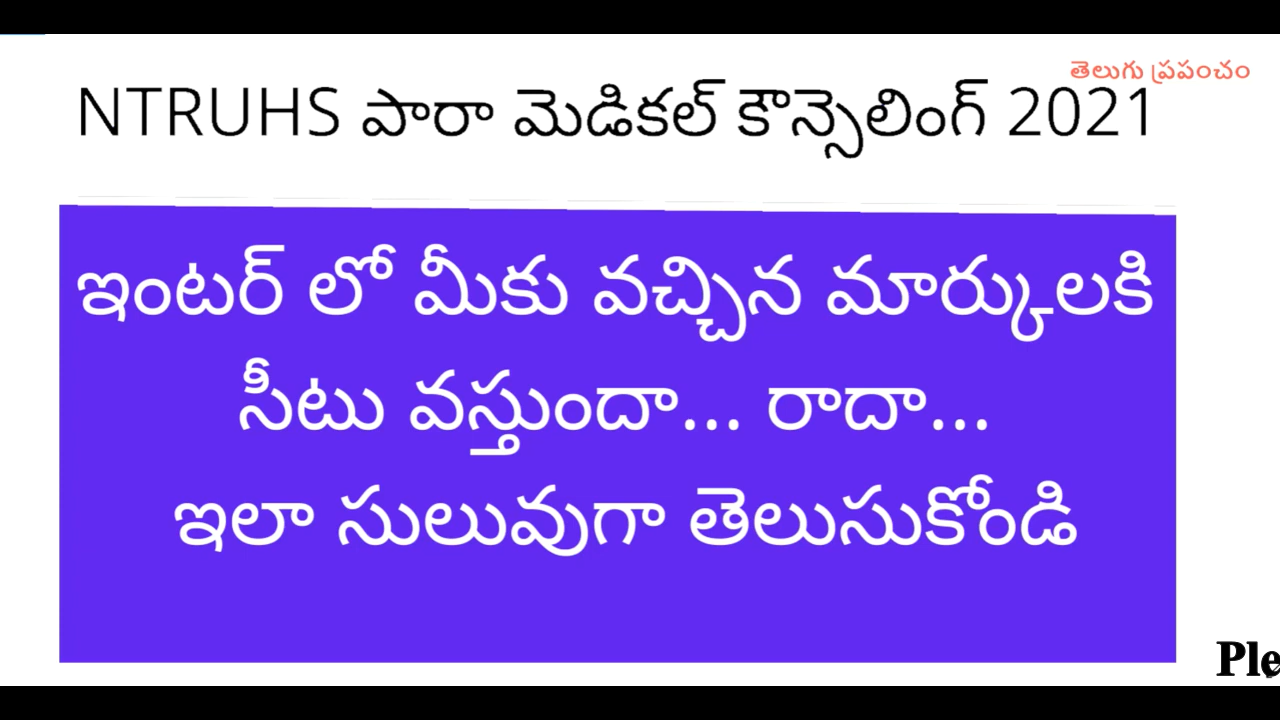 తెలుగు ప్రపంచం
NTRUHS పారా మెడికల్ కౌన్సెలింగ్ 2021
ఇంటర్ లో మీకు వచ్చిన మార్కులకి
సీటు వస్తుందా... రాదా...
ఇలా సులువుగా తెలుసుకోండి
Ple